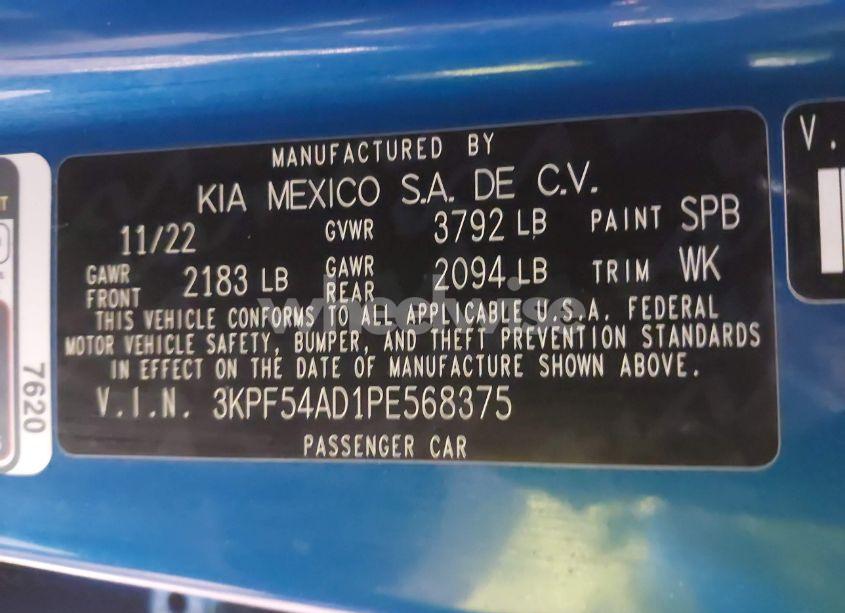 MANUFACTURED BY
KIA MEXICO S.A. DE C.V.
11/22 GVWR 3792 LB PAINT SPB
GAWR FRONT 2183 LB GAWR REAR 2094 LB TRIM WK
THIS VEHICLE CONFORMS TO ALL APPLICABLE U.S.A. FEDERAL
MOTOR VEHICLE SAFETY, BUMPER, AND THEFT PREVENTION STANDARDS
IN EFFECT ON THE DATE OF MANUFACTURE SHOWN ABOVE.
V.I.N. 3KPF54AD1PE568375
PASSENGER CAR
7620
V.
wheelwise